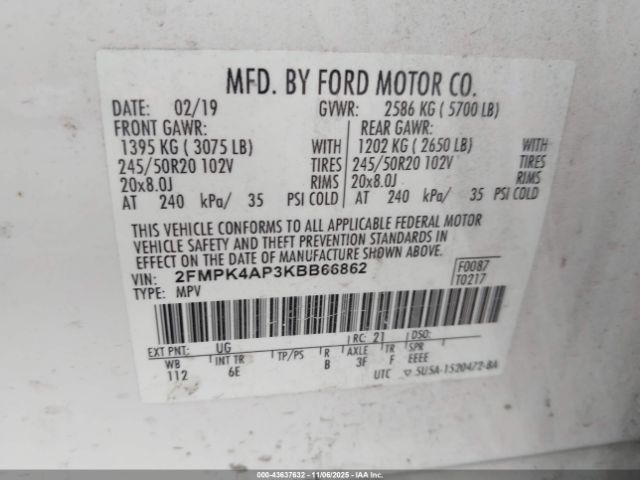 MFD. BY FORD MOTOR CO.
DATE: 02/19 GVWR: 2586 KG ( 5700 LB)
FRONT GAWR: REAR GAWR:
1395 KG ( 3075 LB) WITH 1202 KG ( 2650 LB) WITH
245/50R20 102V TIRES 245/50R20 102V TIRES
20x8.0J RIMS 20x8.0J RIMS
AT 240 kPa/ 35 PSI COLD AT 240 kPa/ 35 PSI COLD
THIS VEHICLE CONFORMS TO ALL APPLICABLE FEDERAL MOTOR
VEHICLE SAFETY AND THEFT PREVENTION STANDARDS IN
EFFECT ON THE DATE OF MANUFACTURE SHOWN ABOVE.
VIN: 2FMPK4AP3KBB66862 F0087
TYPE: MPV T0217
EXT PNT: UG RC: 21 DSO:
WB INT TR TP/PS R AXLE TR SPR
112 6E B 3F F EEEE
UTC 5U5A-1520472-BA
000-43637632 - 11/06/2025 - IAAI.COM